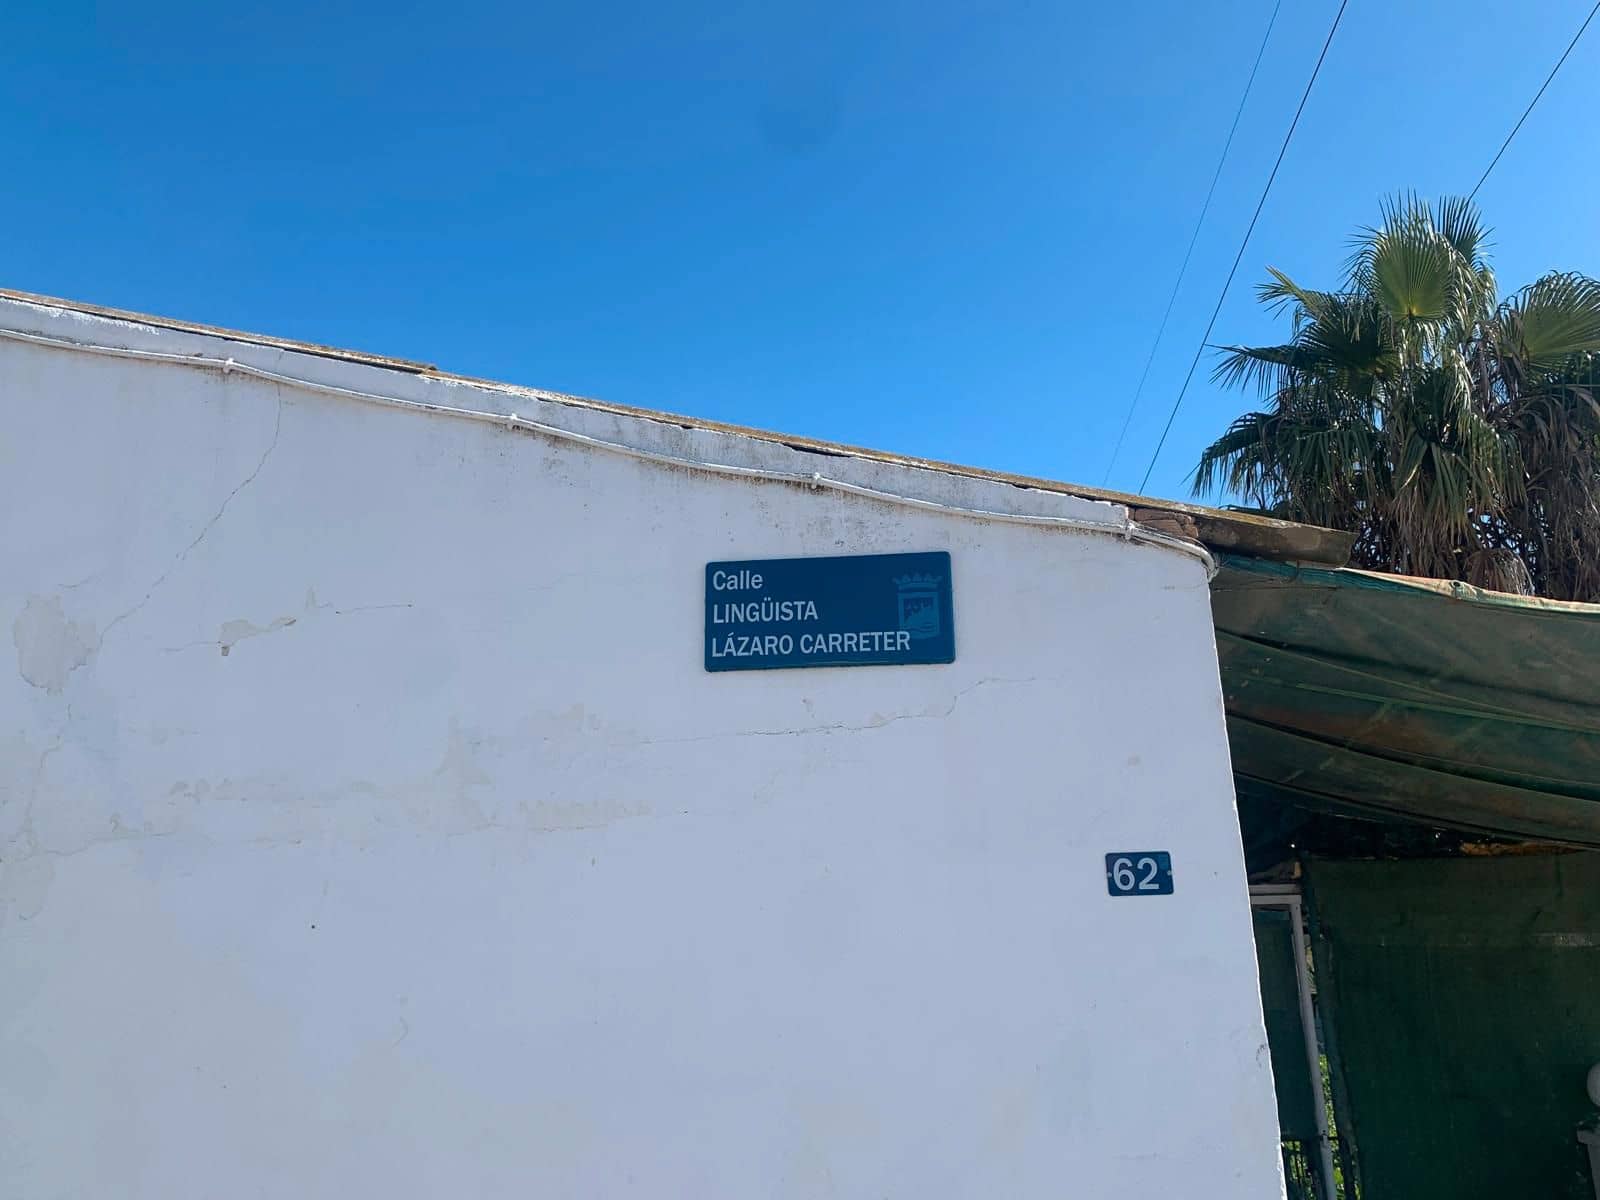 Calle
LINGÜISTA
LÁZARO CARRETER
62